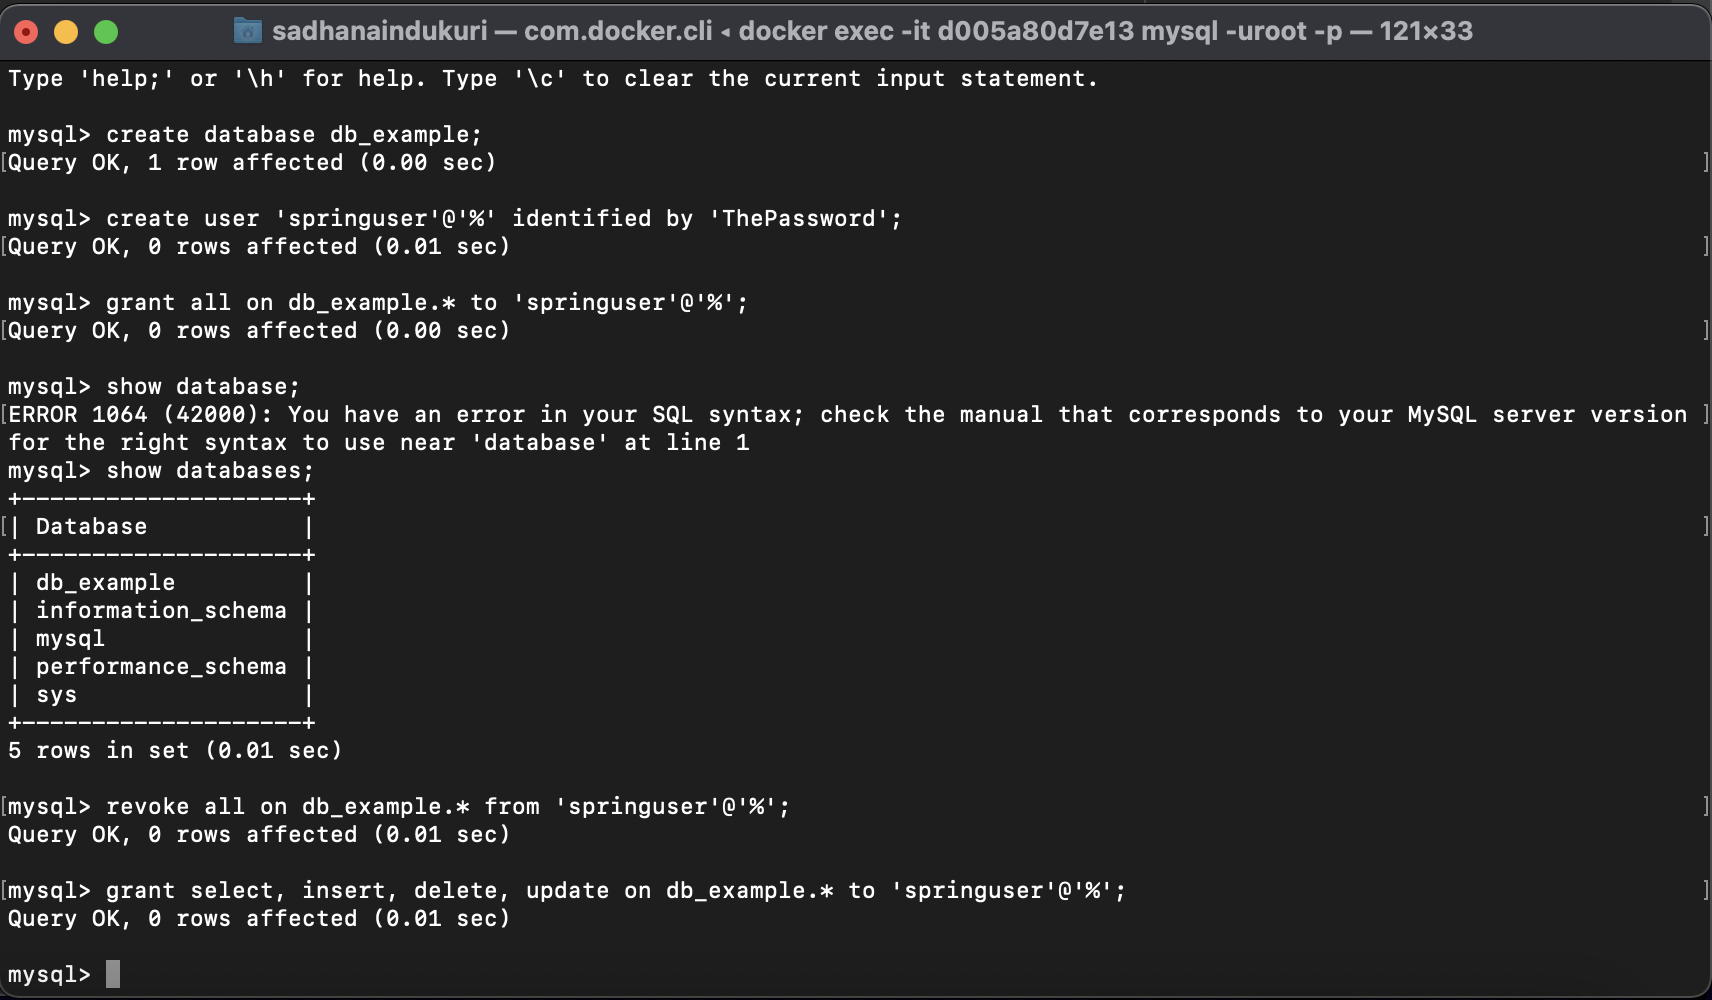 sadhanaindukuri — com.docker.cli ◂ docker exec -it d005a80d7e13 mysql -uroot -p — 121×33
Type 'help;' or '\h' for help. Type '\c' to clear the current input statement.
mysql> create database db_example;
[Query OK, 1 row affected (0.00 sec) ]
mysql> create user 'springuser'@'%' identified by 'ThePassword';
[Query OK, 0 rows affected (0.01 sec) ]
mysql> grant all on db_example.* to 'springuser'@'%';
[Query OK, 0 rows affected (0.00 sec) ]
mysql> show database;
[ERROR 1064 (42000): You have an error in your SQL syntax; check the manual that corresponds to your MySQL server version ]
for the right syntax to use near 'database' at line 1
mysql> show databases;
+--------------------+
[| Database           | ]
+--------------------+
| db_example         |
| information_schema |
| mysql              |
| performance_schema |
| sys                |
+--------------------+
5 rows in set (0.01 sec)
[mysql> revoke all on db_example.* from 'springuser'@'%'; ]
Query OK, 0 rows affected (0.01 sec)
[mysql> grant select, insert, delete, update on db_example.* to 'springuser'@'%'; ]
Query OK, 0 rows affected (0.01 sec)
mysql>